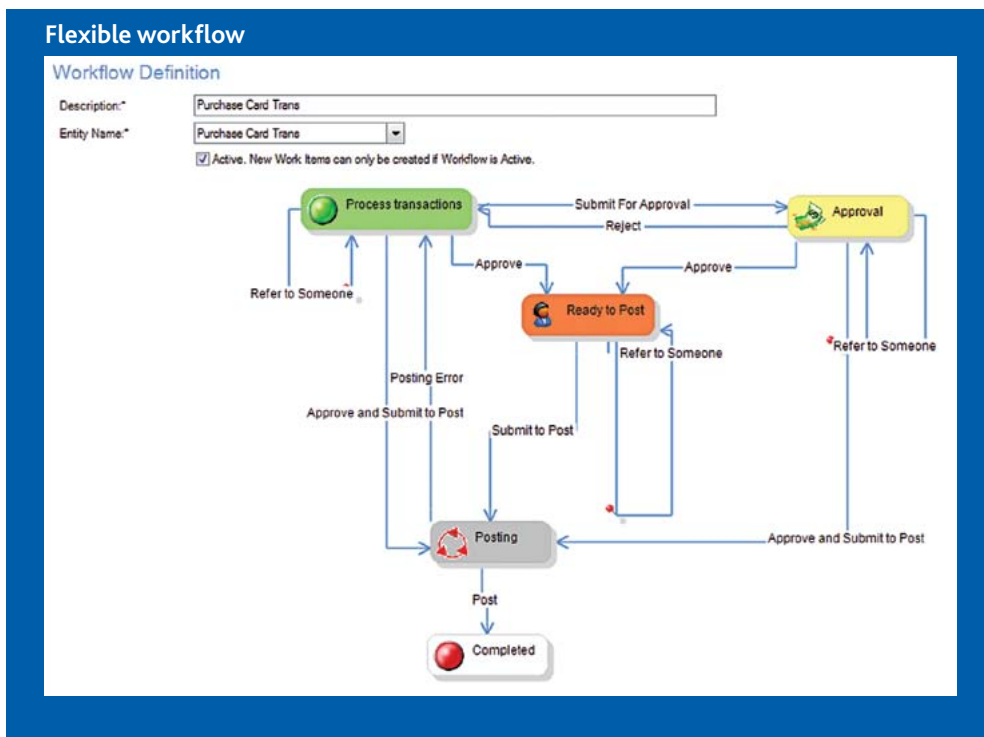 Flexible workflow
Workflow Definition
Description:*
Purchase Card Trans
Entity Name:*
Purchase Card Trans
Active. New Work Items can only be created if Workflow is Active.
Process transactions
Submit For Approval
Approval
Reject
Approve
Approve
Refer to Someone
Ready to Post
Refer to Someone
Refer to Someone
Posting Error
Approve and Submit to Post
Submit to Post
Posting
Approve and Submit to Post
Post
Completed